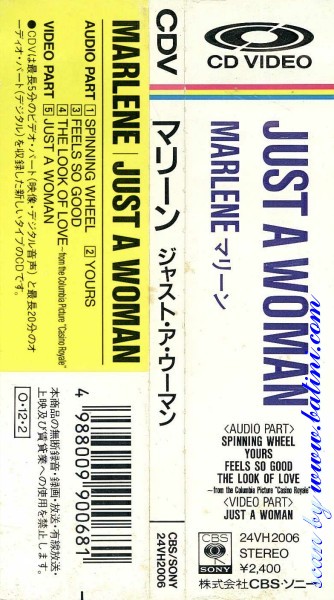 CD VIDEO
JUST A WOMAN
MARLENE マリーン
<AUDIO PART>
SPINNING WHEEL
YOURS
FEELS SO GOOD
THE LOOK OF LOVE
—from the Columbia Picture "Casino Royale"
<VIDEO PART>
JUST A WOMAN
CBS
SONY
24VH2006
STEREO
¥2,400
株式会社CBS・ソニー
CDV
マリーン ジャスト・ア・ウーマン
CBS/SONY
24VH2006
MARLENE | JUST A WOMAN
AUDIO PART 1 SPINNING WHEEL 2 YOURS
3 FEELS SO GOOD
4 THE LOOK OF LOVE—from the Columbia Picture "Casino Royale"
VIDEO PART 5 JUST A WOMAN
●CDVは最長5分のビデオ・パート(映像・デジタル音声)と最長20分のオ
ーディオ・パート(デジタル)を収録した新しいタイプのCDです。
4 988009 900681
本商品の無断録音・録画・放送・有線放送・
上映及び賃貸業への使用を禁止します。
O・12・2
scan by www.batini.com